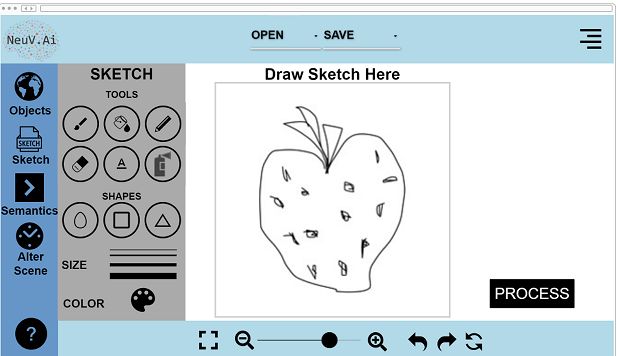 NeuV.Ai
OPEN
SAVE
Objects
SKETCH
Sketch
Semantics
Alter
Scene
?
SKETCH
TOOLS
A
SHAPES
SIZE
COLOR
Draw Sketch Here
PROCESS